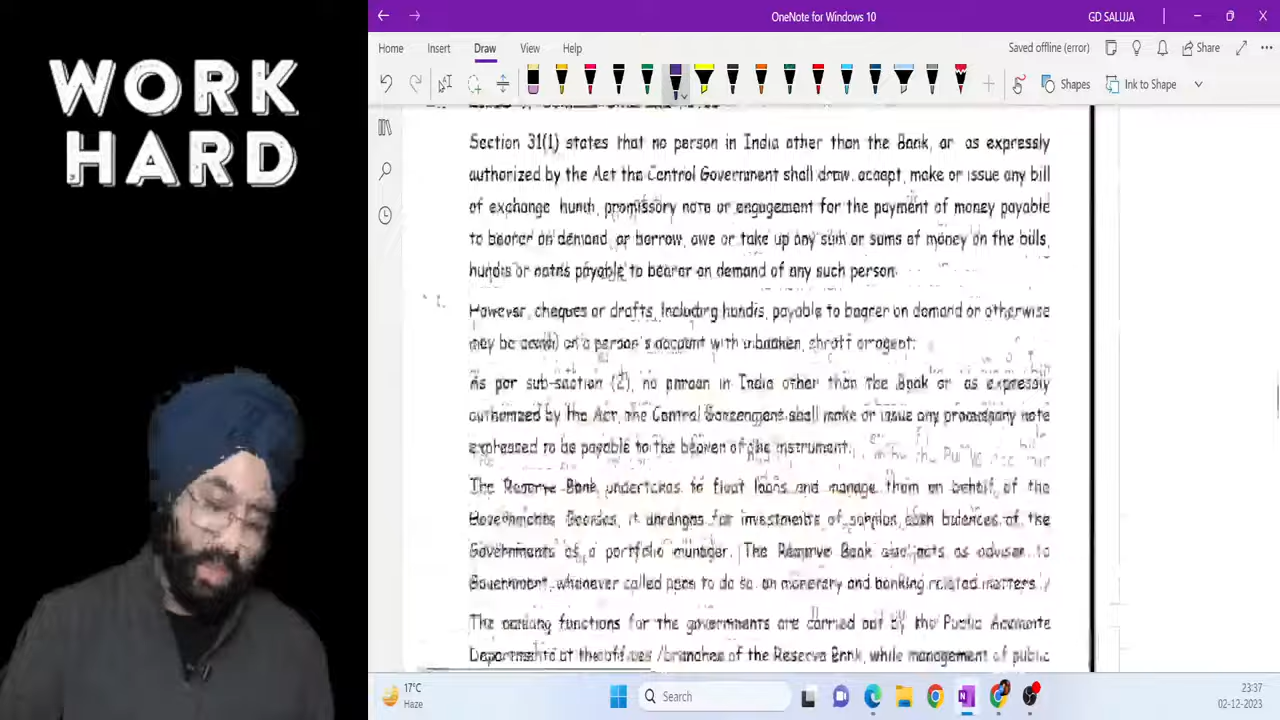 WORK
HARD
OneNote for Windows 10
GD SALUJA
Home Insert Draw View Help
Saved offline (error)
Share
Shapes
Ink to Shape
Section 31(1) states that no person in India other than the Bank, or as expressly
authorized by the Act the Central Government shall draw, accept, make or issue any bill
of exchange hundi, promissory note or engagement for the payment of money payable
to bearer on demand or borrow, owe or take up any sum or sums of money on the bills,
hundis or notes payable to bearer on demand of any such person
However, cheques or drafts, including hundis, payable to bearer on demand or otherwise
may be on a person's account with a banker, shroff or agent:
As per sub-section (2), no person in India other than the Bank or as expressly
authorized by the Act, the Central shall make or issue any promissory note
expressed to be payable to the bearer of the instrument.
The Reserve Bank undertakes to float loans and manage them on behalf of the
Governments Besides, it arranges for investments of surplus cash balances of the
Governments as a portfolio manager. The Reserve Bank also acts as adviser to
Government, whenever called upon to do so on monetary and banking related matters
The banking functions for the governments are carried out by the Public Accounts
at the offices /branches of the Reserve Bank, while management of public
17°C
Haze
Search
23:37
02-12-2023